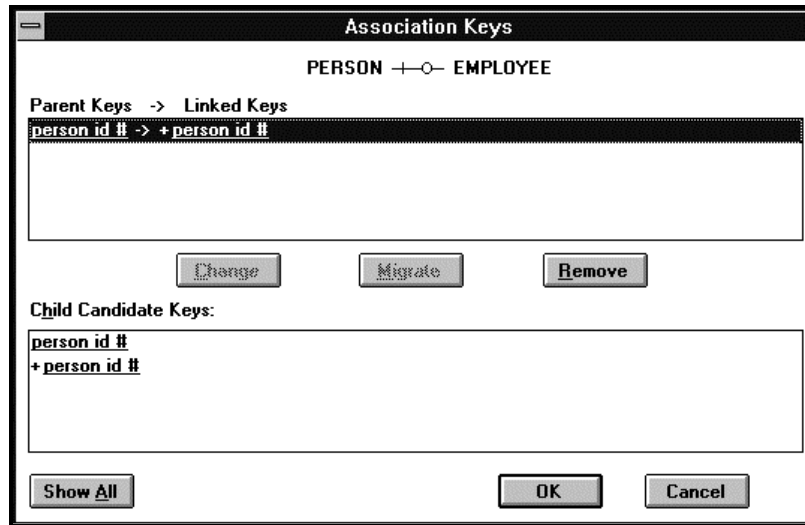 Association Keys
PERSON EMPLOYEE
Parent Keys -> Linked Keys
person id # -> +person id #
Change Migrate Remove
Child Candidate Keys:
person id #
+person id #
Show All OK Cancel